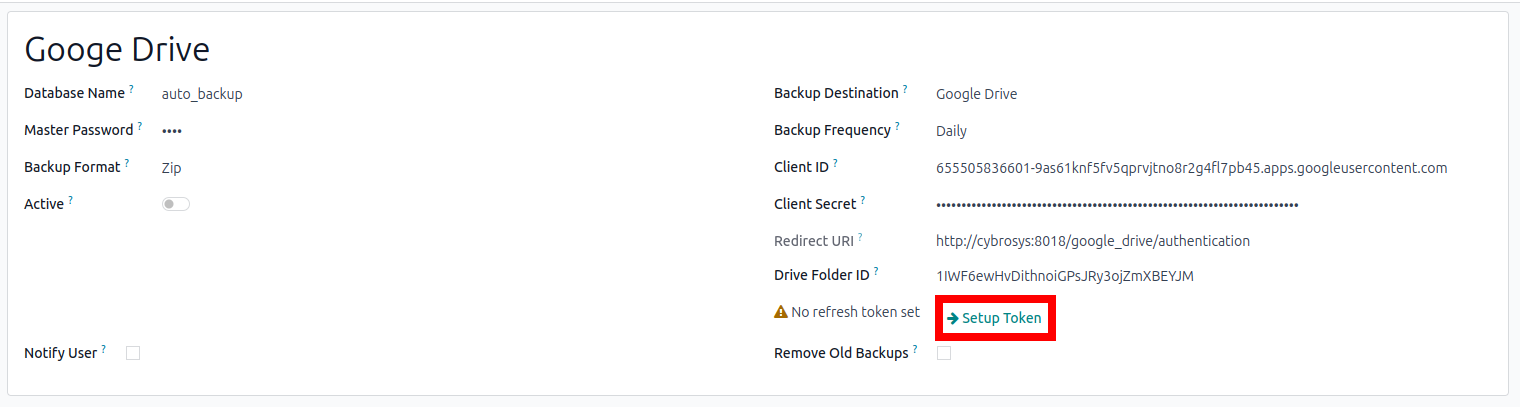 Googe Drive
Database Name ? auto_backup
Master Password ? ••••
Backup Format ? Zip
Active ?
Notify User ?
Backup Destination ? Google Drive
Backup Frequency ? Daily
Client ID ? 655505836601-9as61knf5fv5qprvjtno8r2g4fl7pb45.apps.googleusercontent.com
Client Secret ? ••••••••••••••••••••••••••••••••••••••••••••••••••••••••••••••••••••••••
Redirect URI ? http://cybrosys:8018/google_drive/authentication
Drive Folder ID ? 1IWF6ewHvDithnoiGPsJRy3ojZmXBEYJM
No refresh token set → Setup Token
Remove Old Backups ?